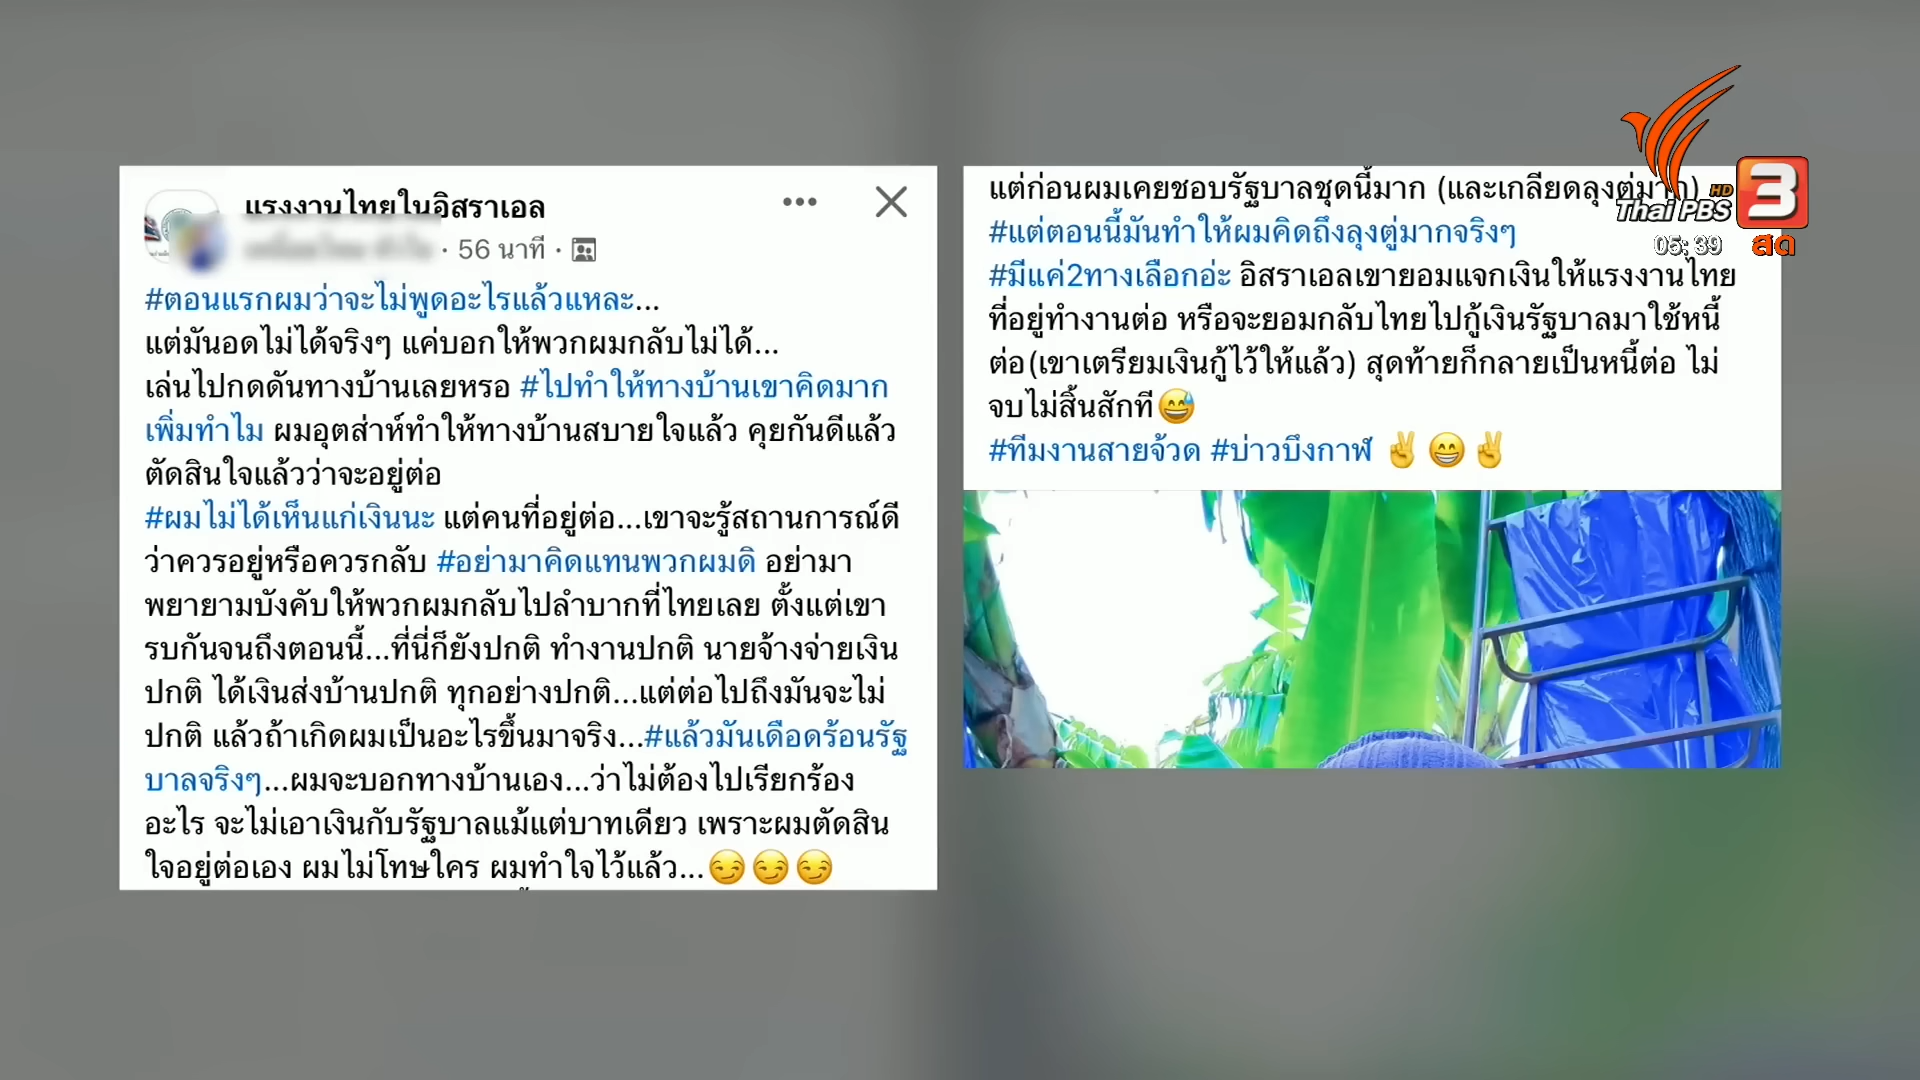 แรงงานไทยในอิสราเอล
· 56 นาที ·
#ตอนแรกผมว่าจะไม่พูดอะไรแล้วแหละ...
แต่มันอดไม่ได้จริงๆ แค่บอกให้พวกผมกลับไม่ได้...
เล่นไปกดดันทางบ้านเลยหรอ #ไปทำให้ทางบ้านเขาคิดมาก
เพิ่มทำไม ผมอุตส่าห์ทำให้ทางบ้านสบายใจแล้ว คุยกันดีแล้ว
ตัดสินใจแล้วว่าจะอยู่ต่อ
#ผมไม่ได้เห็นแก่เงินนะ แต่คนที่อยู่ต่อ...เขาจะรู้สถานการณ์ดี
ว่าควรอยู่หรือควรกลับ #อย่ามาคิดแทนพวกผมดิ อย่ามา
พยายามบังคับให้พวกผมกลับไปลำบากที่ไทยเลย ตั้งแต่เขา
รบกันจนถึงตอนนี้...ที่นี่ก็ยังปกติ ทำงานปกติ นายจ้างจ่ายเงิน
ปกติ ได้เงินส่งบ้านปกติ ทุกอย่างปกติ...แต่ต่อไปถึงมันจะไม่
ปกติ แล้วถ้าเกิดผมเป็นอะไรขึ้นมาจริง...#แล้วมันเดือดร้อนรัฐ
บาลจริงๆ...ผมจะบอกทางบ้านเอง...ว่าไม่ต้องไปเรียกร้อง
อะไร จะไม่เอาเงินกับรัฐบาลแม้แต่บาทเดียว เพราะผมตัดสิน
ใจอยู่ต่อเอง ผมไม่โทษใคร ผมทำใจไว้แล้ว...😏😏😏
แต่ก่อนผมเคยชอบรัฐบาลชุดนี้มาก (และเกลียดลุงตู่มาก)
#แต่ตอนนี้มันทำให้ผมคิดถึงลุงตู่มากจริงๆ
#มีแค่2ทางเลือกอ่ะ อิสราเอลเขายอมแจกเงินให้แรงงานไทย
ที่อยู่ทำงานต่อ หรือจะยอมกลับไทยไปกู้เงินรัฐบาลมาใช้หนี้
ต่อ(เขาเตรียมเงินกู้ไว้ให้แล้ว) สุดท้ายก็กลายเป็นหนี้ต่อ ไม่
จบไม่สิ้นสักที😅
#ทีมงานสายจ้วด #บ่าวบึงกาฬ ✌😁✌
HD
Thai PBS 3
05:39 สด